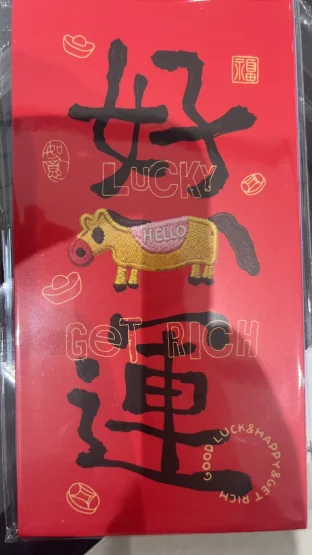 好
福
LUCKY
HELLO
GET RICH
運
GOOD LUCK&HAPPY&GET RICH